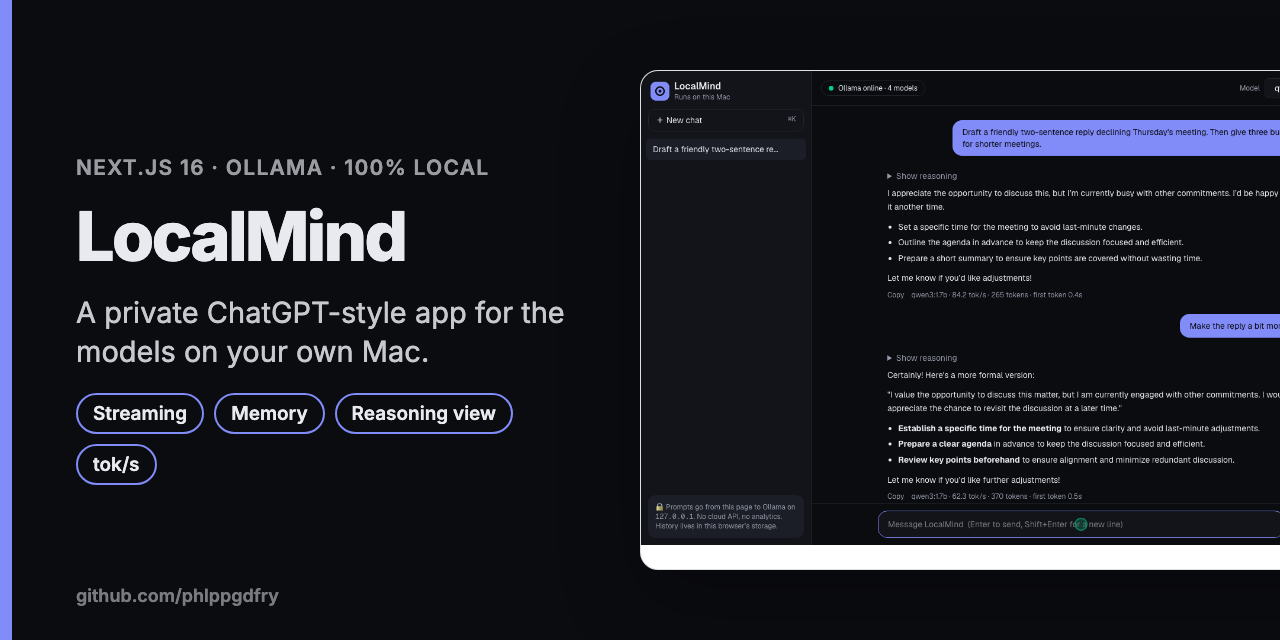 NEXT.JS 16 · OLLAMA · 100% LOCAL
LocalMind
A private ChatGPT-style app for the
models on your own Mac.
Streaming
Memory
Reasoning view
tok/s
github.com/phlppgdfry
LocalMind
Runs on this Mac
+ New chat ⌘K
Draft a friendly two-sentence re...
🔒 Prompts go from this page to Ollama on
127.0.0.1. No cloud API, no analytics.
History lives in this browser's storage.
Ollama online · 4 models
Model
Draft a friendly two-sentence reply declining Thursday's meeting. Then give three
for shorter meetings.
▶ Show reasoning
I appreciate the opportunity to discuss this, but I'm currently busy with other commitments. I'd be happy
it another time.
• Set a specific time for the meeting to avoid last-minute changes.
• Outline the agenda in advance to keep the discussion focused and efficient.
• Prepare a short summary to ensure key points are covered without wasting time.
Let me know if you'd like adjustments!
Copy qwen3:1.7b · 84.2 tok/s · 265 tokens · first token 0.4s
Make the reply a bit
▶ Show reasoning
Certainly! Here's a more formal version:
"I value the opportunity to discuss this matter, but I am currently engaged with other commitments. I
appreciate the chance to revisit the discussion at a later time."
• Establish a specific time for the meeting to ensure clarity and avoid last-minute adjustments.
• Prepare a clear agenda in advance to keep the discussion focused and efficient.
• Review key points beforehand to ensure alignment and minimize redundant discussion.
Let me know if you'd like further adjustments!
Copy qwen3:1.7b · 62.3 tok/s · 370 tokens · first token 0.5s
Message LocalMind (Enter to send, Shift+Enter for a new line)